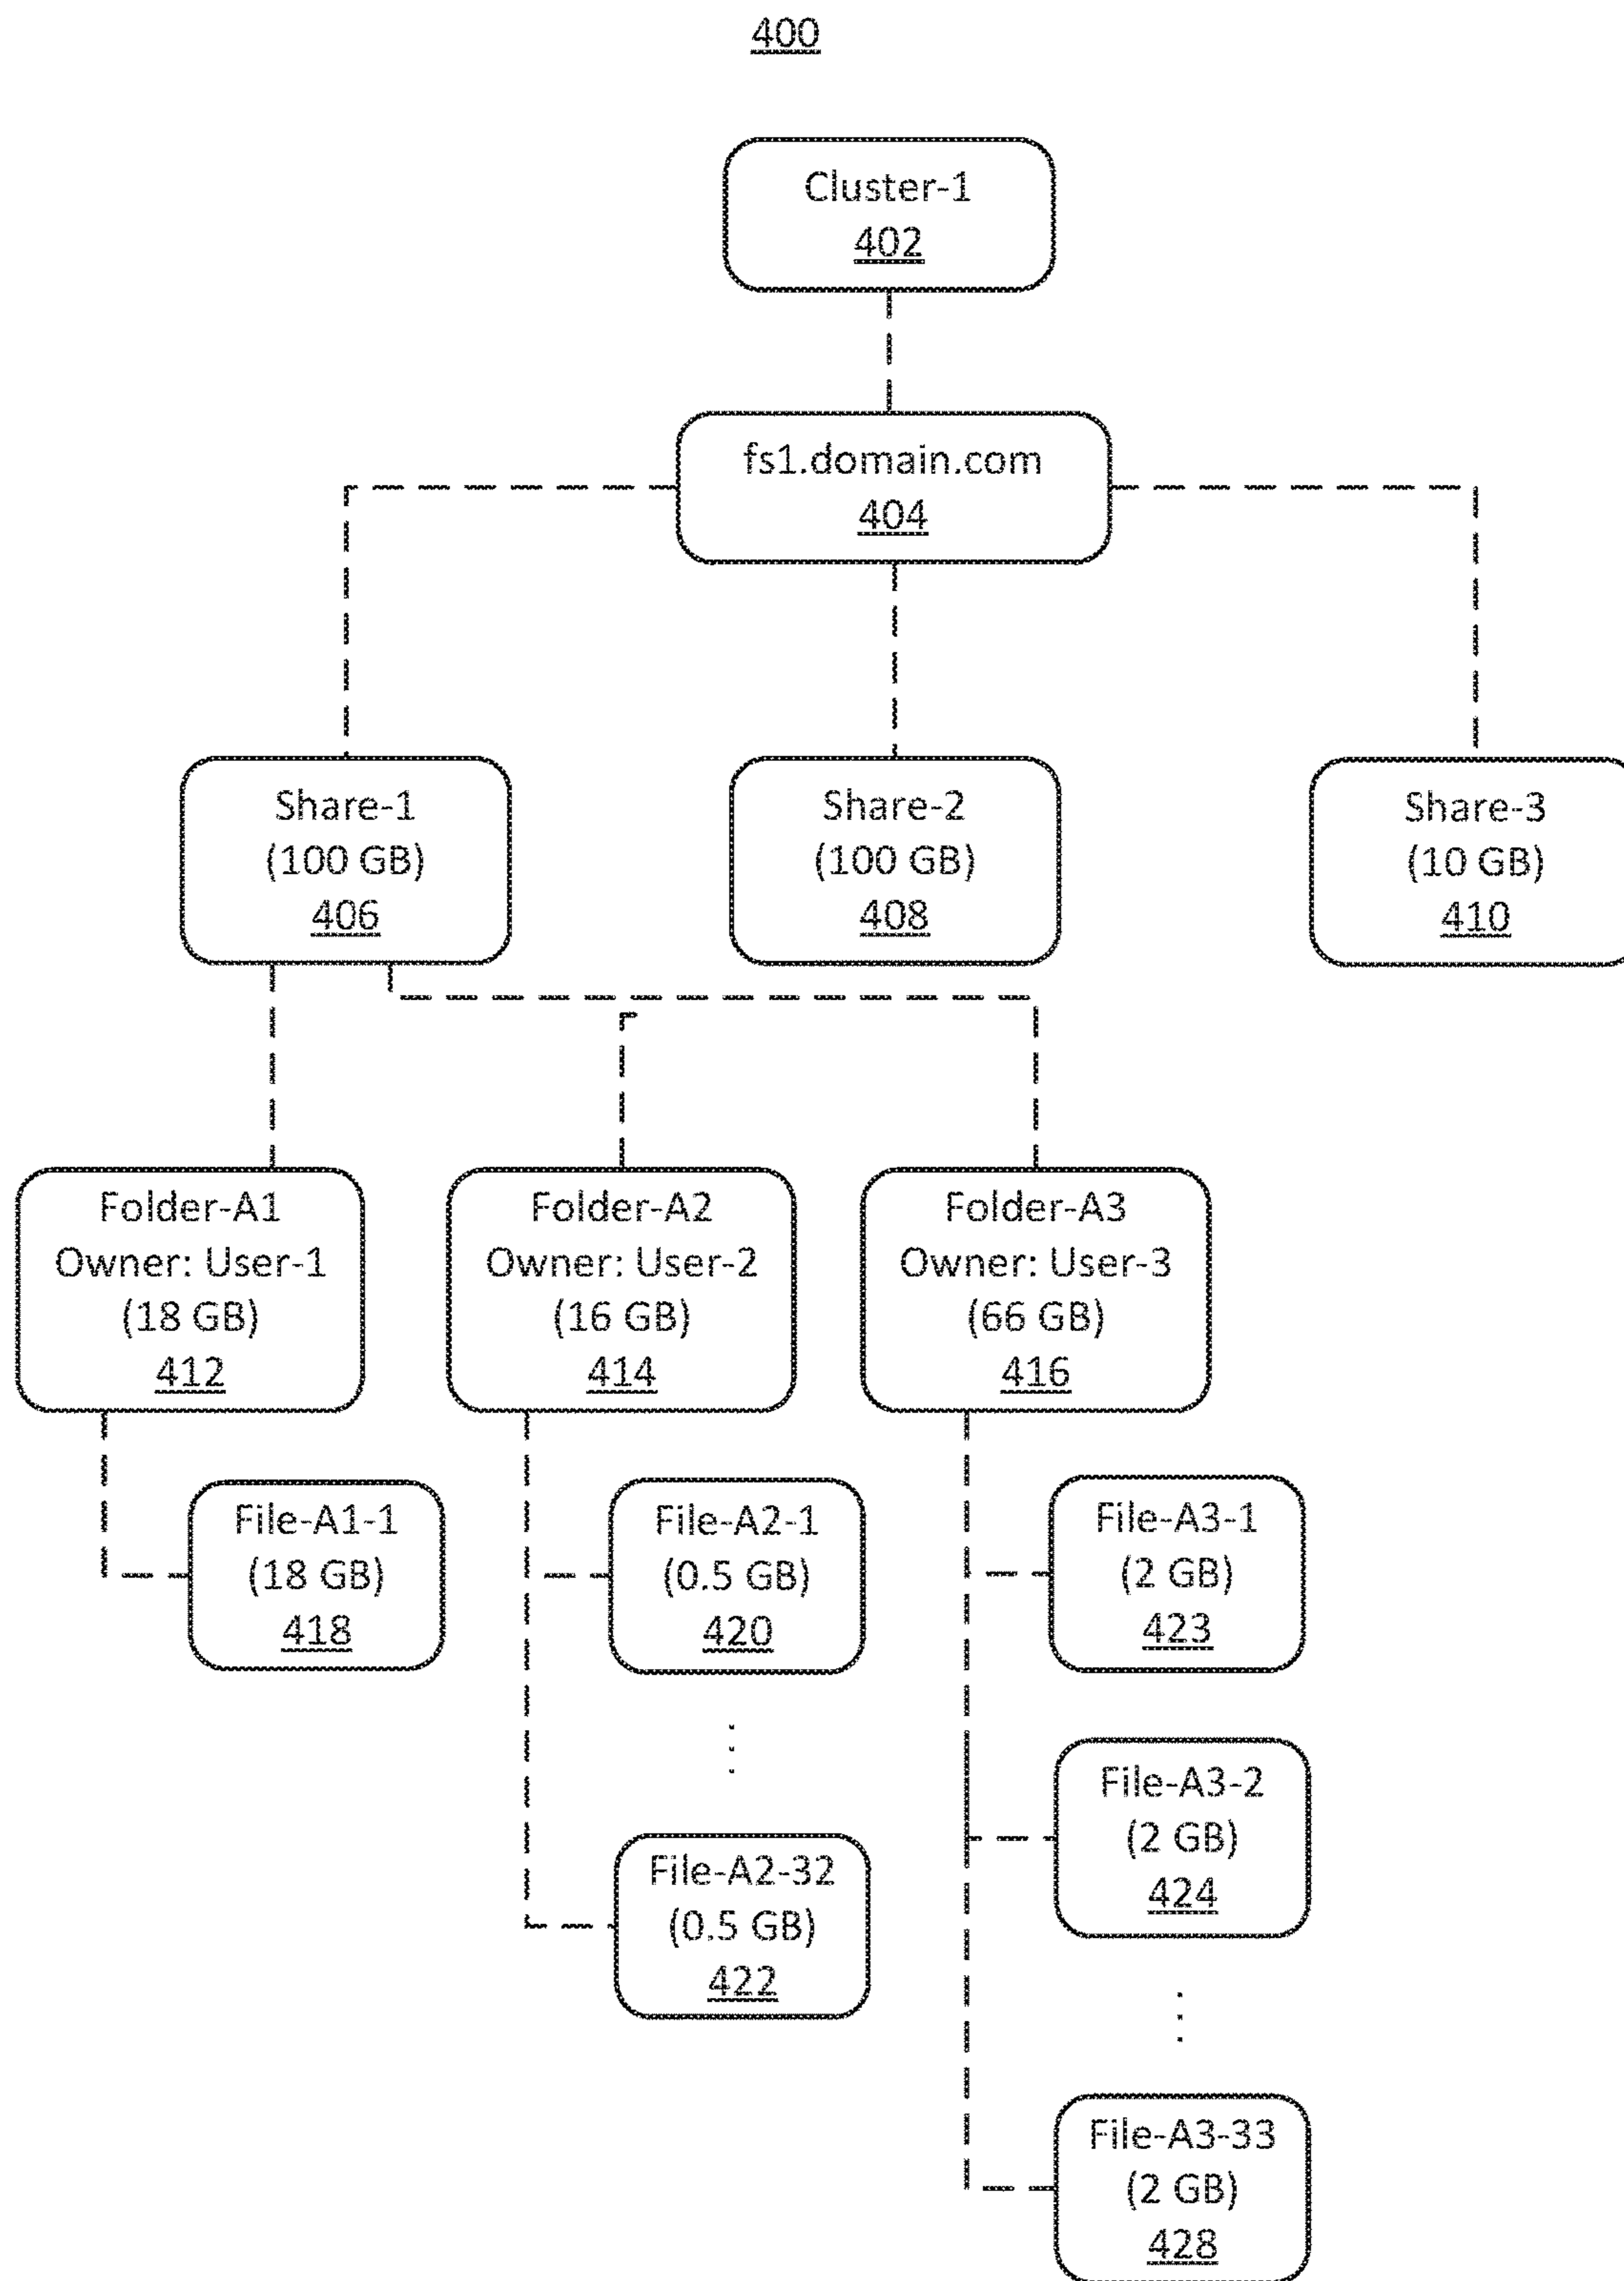 400
Cluster-1
402
fs1.domain.com
404
Share-1
(100 GB)
406
Share-2
(100 GB)
408
Share-3
(10 GB)
410
Folder-A1
Owner: User-1
(18 GB)
412
Folder-A2
Owner: User-2
(16 GB)
414
Folder-A3
Owner: User-3
(66 GB)
416
File-A1-1
(18 GB)
418
File-A2-1
(0.5 GB)
420
File-A3-1
(2 GB)
423
File-A3-2
(2 GB)
424
File-A2-32
(0.5 GB)
422
File-A3-33
(2 GB)
428